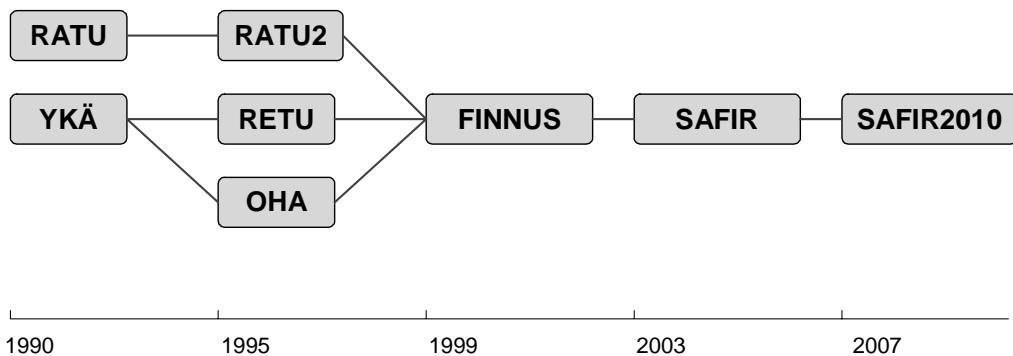 RATU RATU2
YKÄ RETU FINNUS SAFIR SAFIR2010
OHA
1990 1995 1999 2003 2007